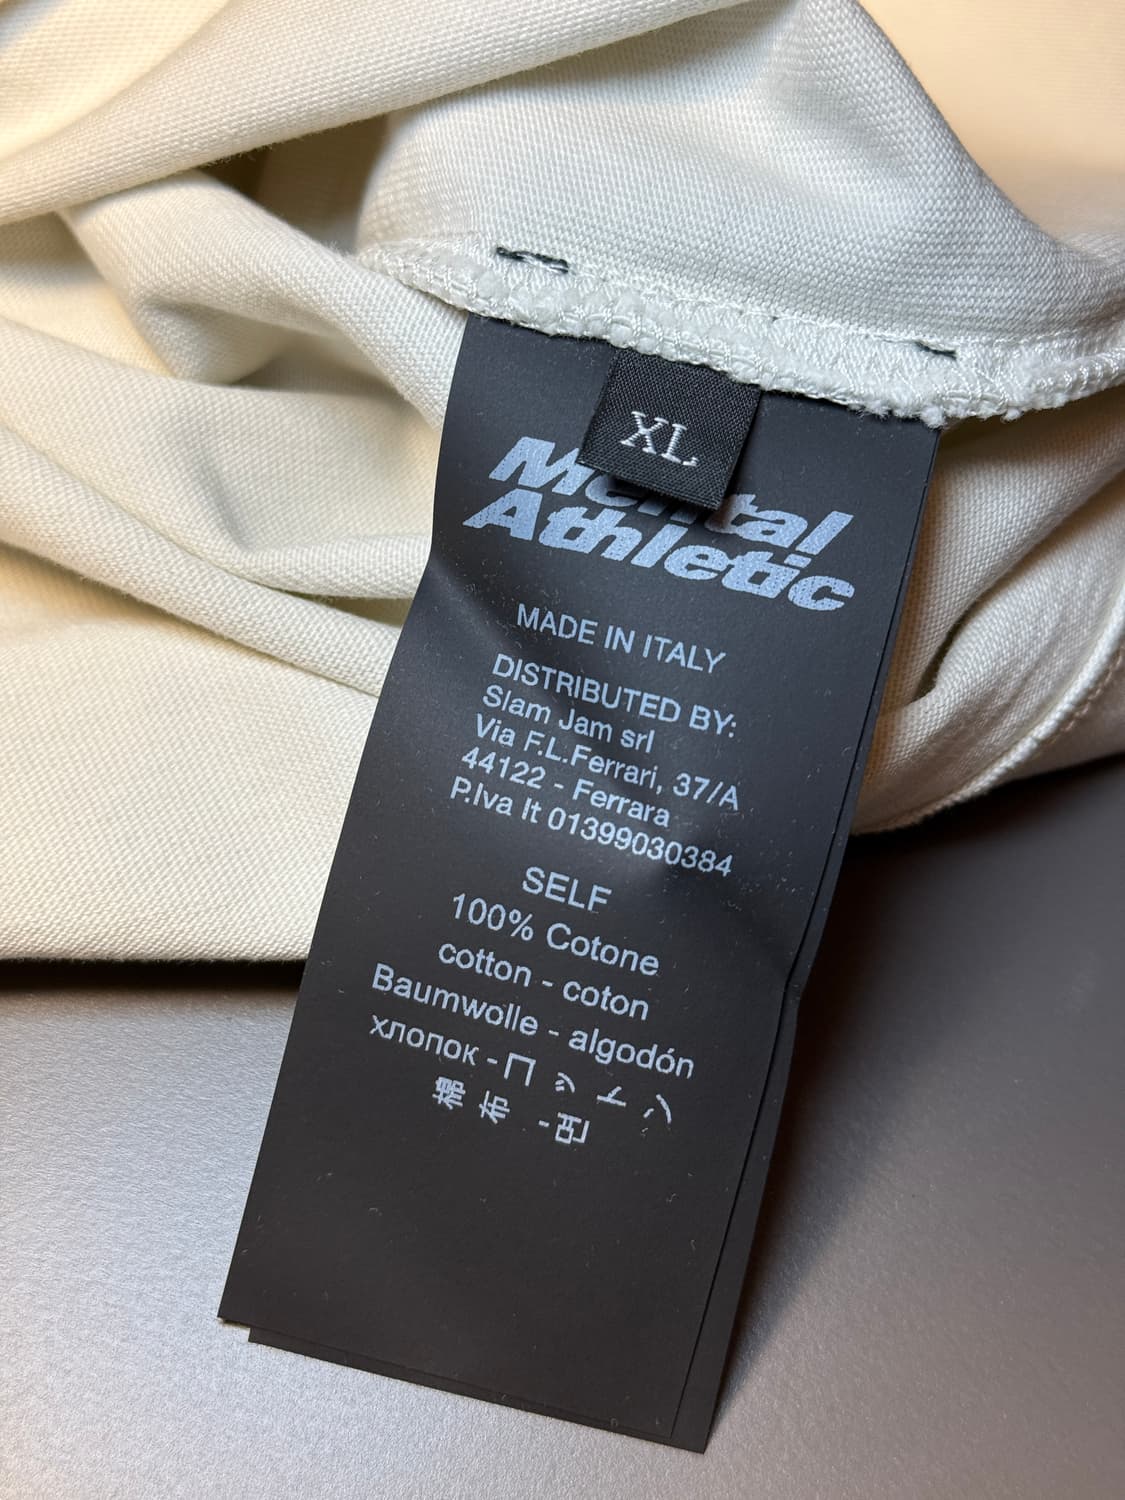 XL
Mental
Athletic
MADE IN ITALY
DISTRIBUTED BY:
Slam Jam srl
Via F.L.Ferrari, 37/A
44122 - Ferrara
P.Iva It 01399030384
SELF
100% Cotone
cotton - coton
Baumwolle - algodón
хлопок - コットン
棉布 - 면